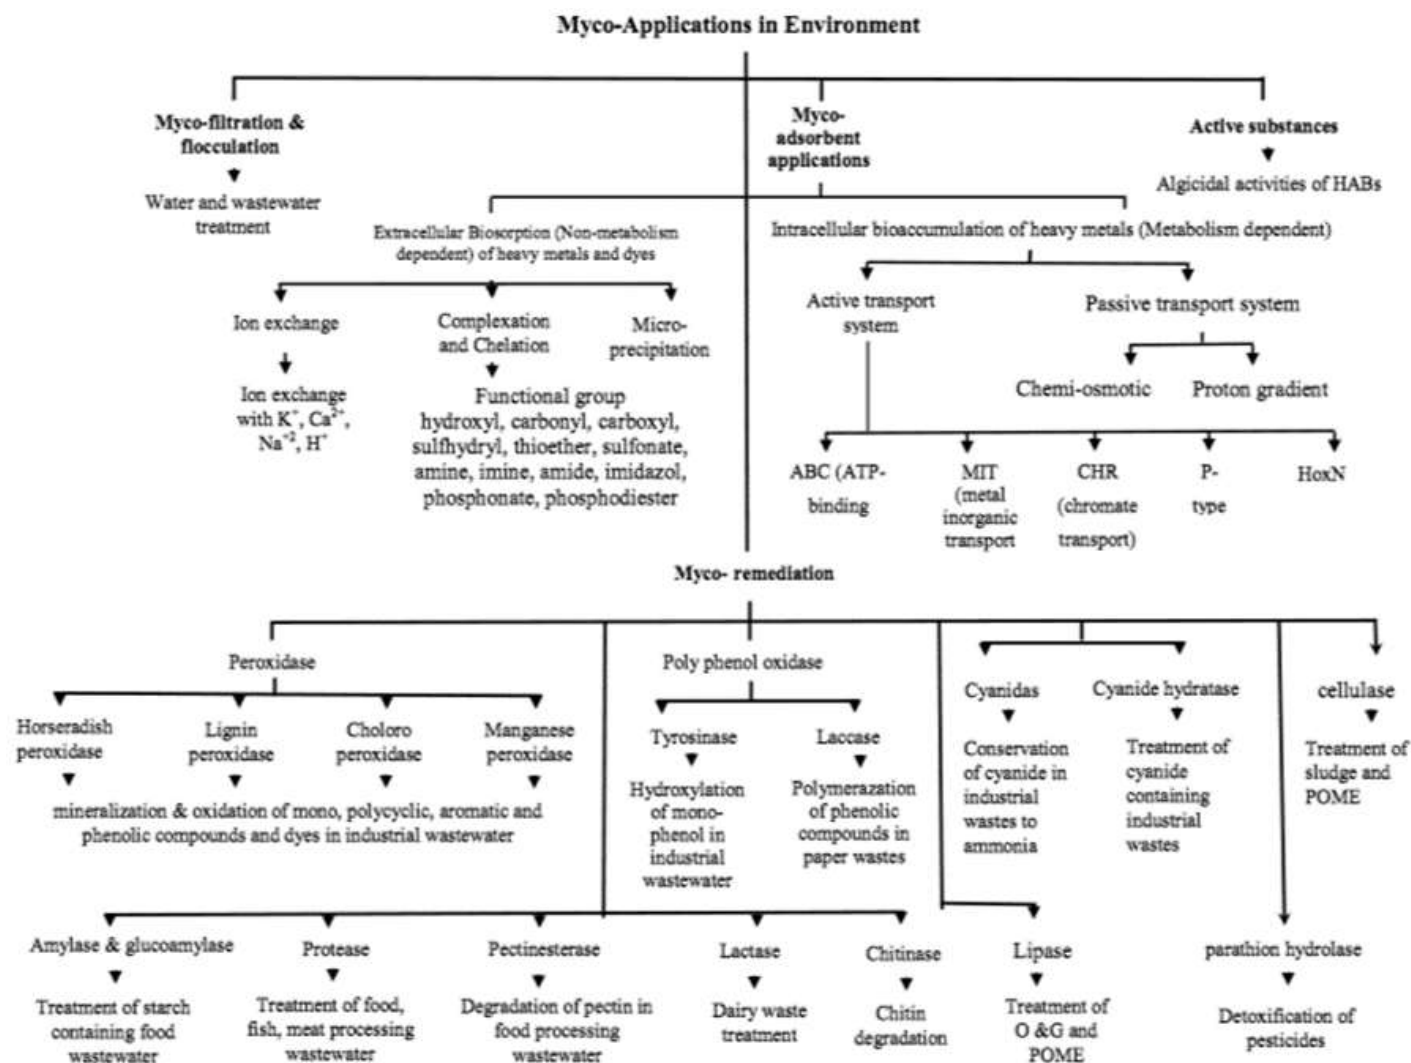 Myco-Applications in Environment
Myco-filtration &
flocculation
Water and wastewater
treatment
Myco-
adsorbent
applications
Active substances
Algicidal activities of HABs
Extracellular Biosorption (Non-metabolism
dependent) of heavy metals and dyes
Intracellular bioaccumulation of heavy metals (Metabolism dependent)
Ion exchange
Ion exchange
with K⁺, Ca²⁺,
Na⁺², H⁺
Complexation
and Chelation
Functional group
hydroxyl, carbonyl, carboxyl,
sulfhydryl, thioether, sulfonate,
amine, imine, amide, imidazol,
phosphonate, phosphodiester
Micro-
precipitation
Active transport
system
Passive transport system
Chemi-osmotic
Proton gradient
ABC (ATP-
binding
MIT
(metal
inorganic
transport
CHR
(chromate
transport)
P-
type
HoxN
Myco- remediation
Peroxidase
Horseradish
peroxidase
Lignin
peroxidase
Choloro
peroxidase
Manganese
peroxidase
mineralization & oxidation of mono, polycyclic, aromatic and
phenolic compounds and dyes in industrial wastewater
Poly phenol oxidase
Tyrosinase
Hydroxylation
of mono-
phenol in
industrial
wastewater
Laccase
Polymerazation
of phenolic
compounds in
paper wastes
Cyanidas
Conservation
of cyanide in
industrial
wastes to
ammonia
Cyanide hydratase
Treatment of
cyanide
containing
industrial
wastes
cellulase
Treatment of
sludge and
POME
Amylase & glucoamylase
Treatment of starch
containing food
wastewater
Protease
Treatment of food,
fish, meat processing
wastewater
Pectinesterase
Degradation of pectin in
food processing
wastewater
Lactase
Dairy waste
treatment
Chitinase
Chitin
degradation
Lipase
Treatment of
O &G and
POME
parathion hydrolase
Detoxification of
pesticides